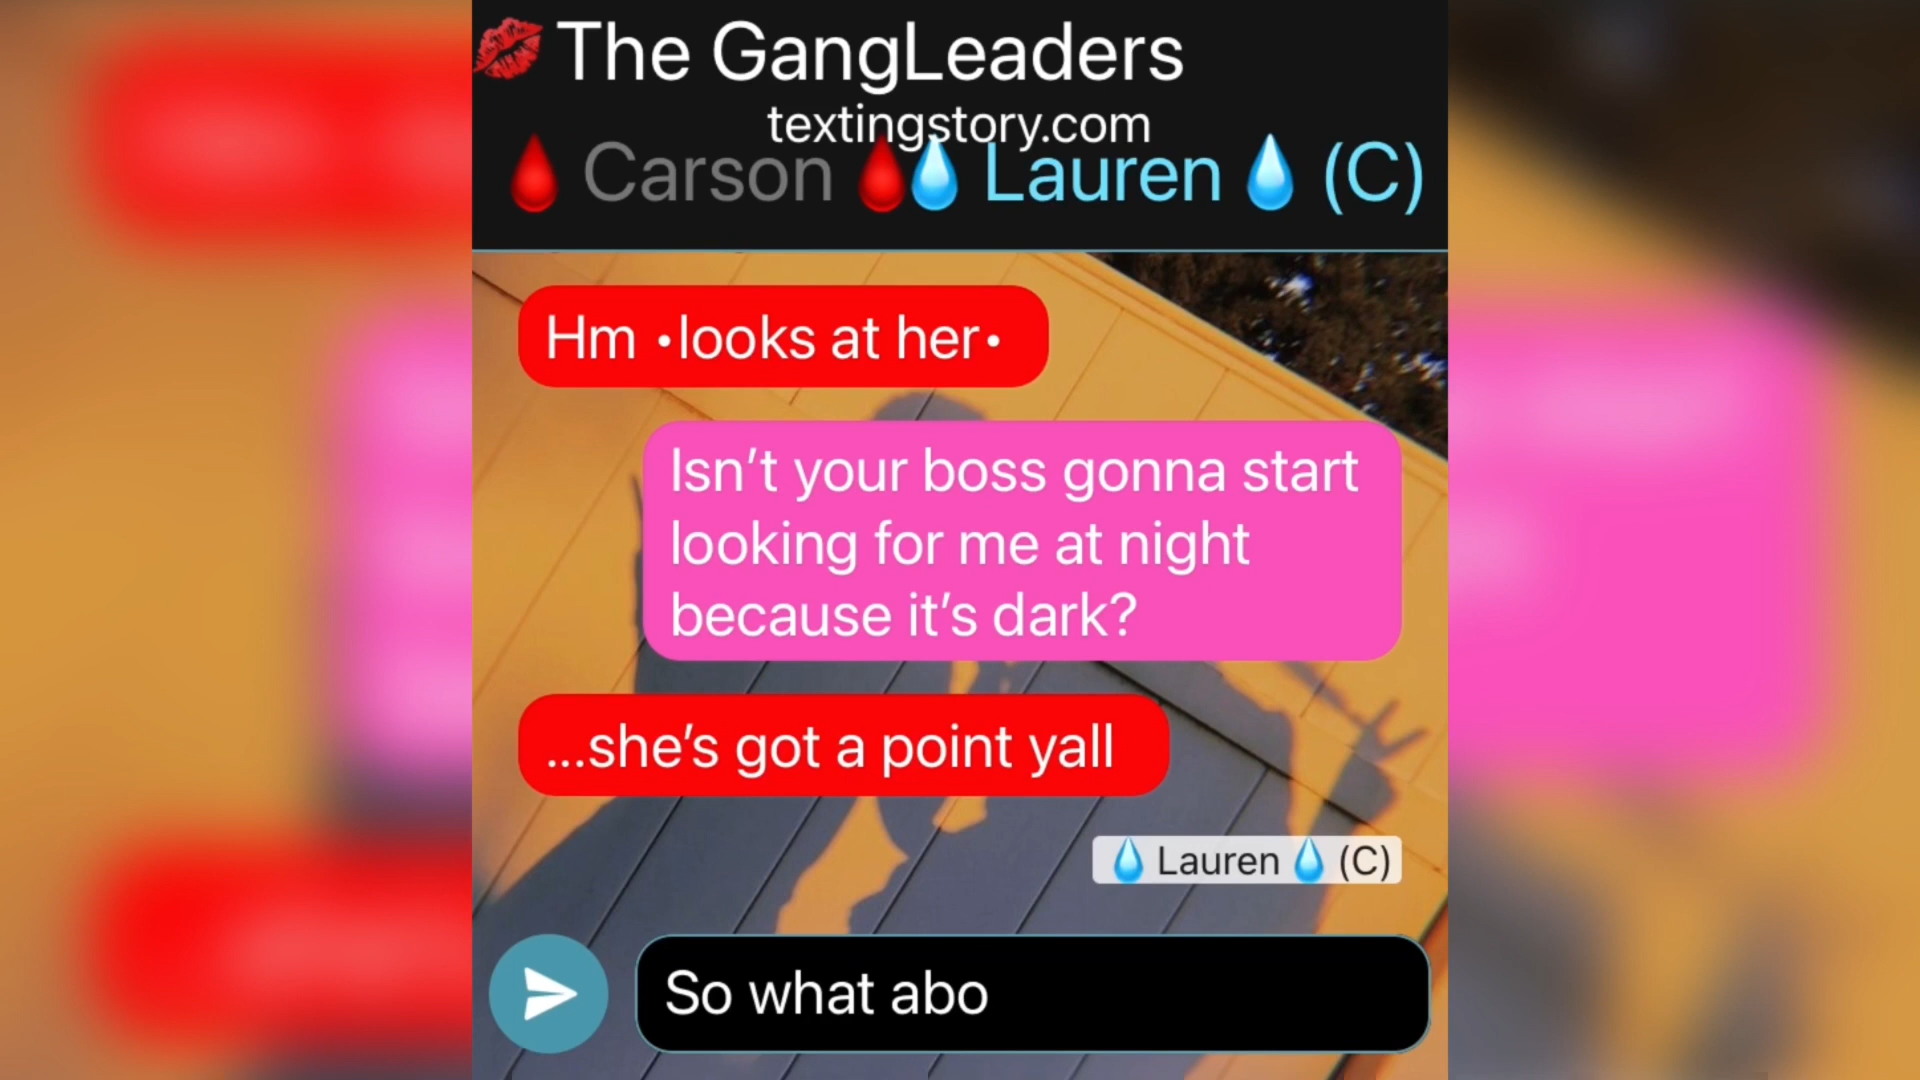 💋The GangLeaders
textingstory.com
🩸 Carson 🩸💧 Lauren 💧 (C)
Hm •looks at her•
Isn’t your boss gonna start
looking for me at night
because it’s dark?
...she’s got a point yall
💧 Lauren 💧 (C)
So what abo